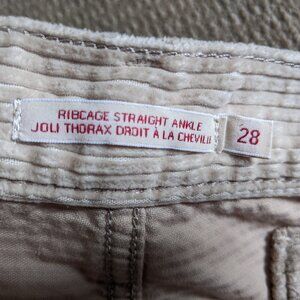 RIBCAGE STRAIGHT ANKLE
JOLI THORAX DROIT À LA CHEVILLE
28